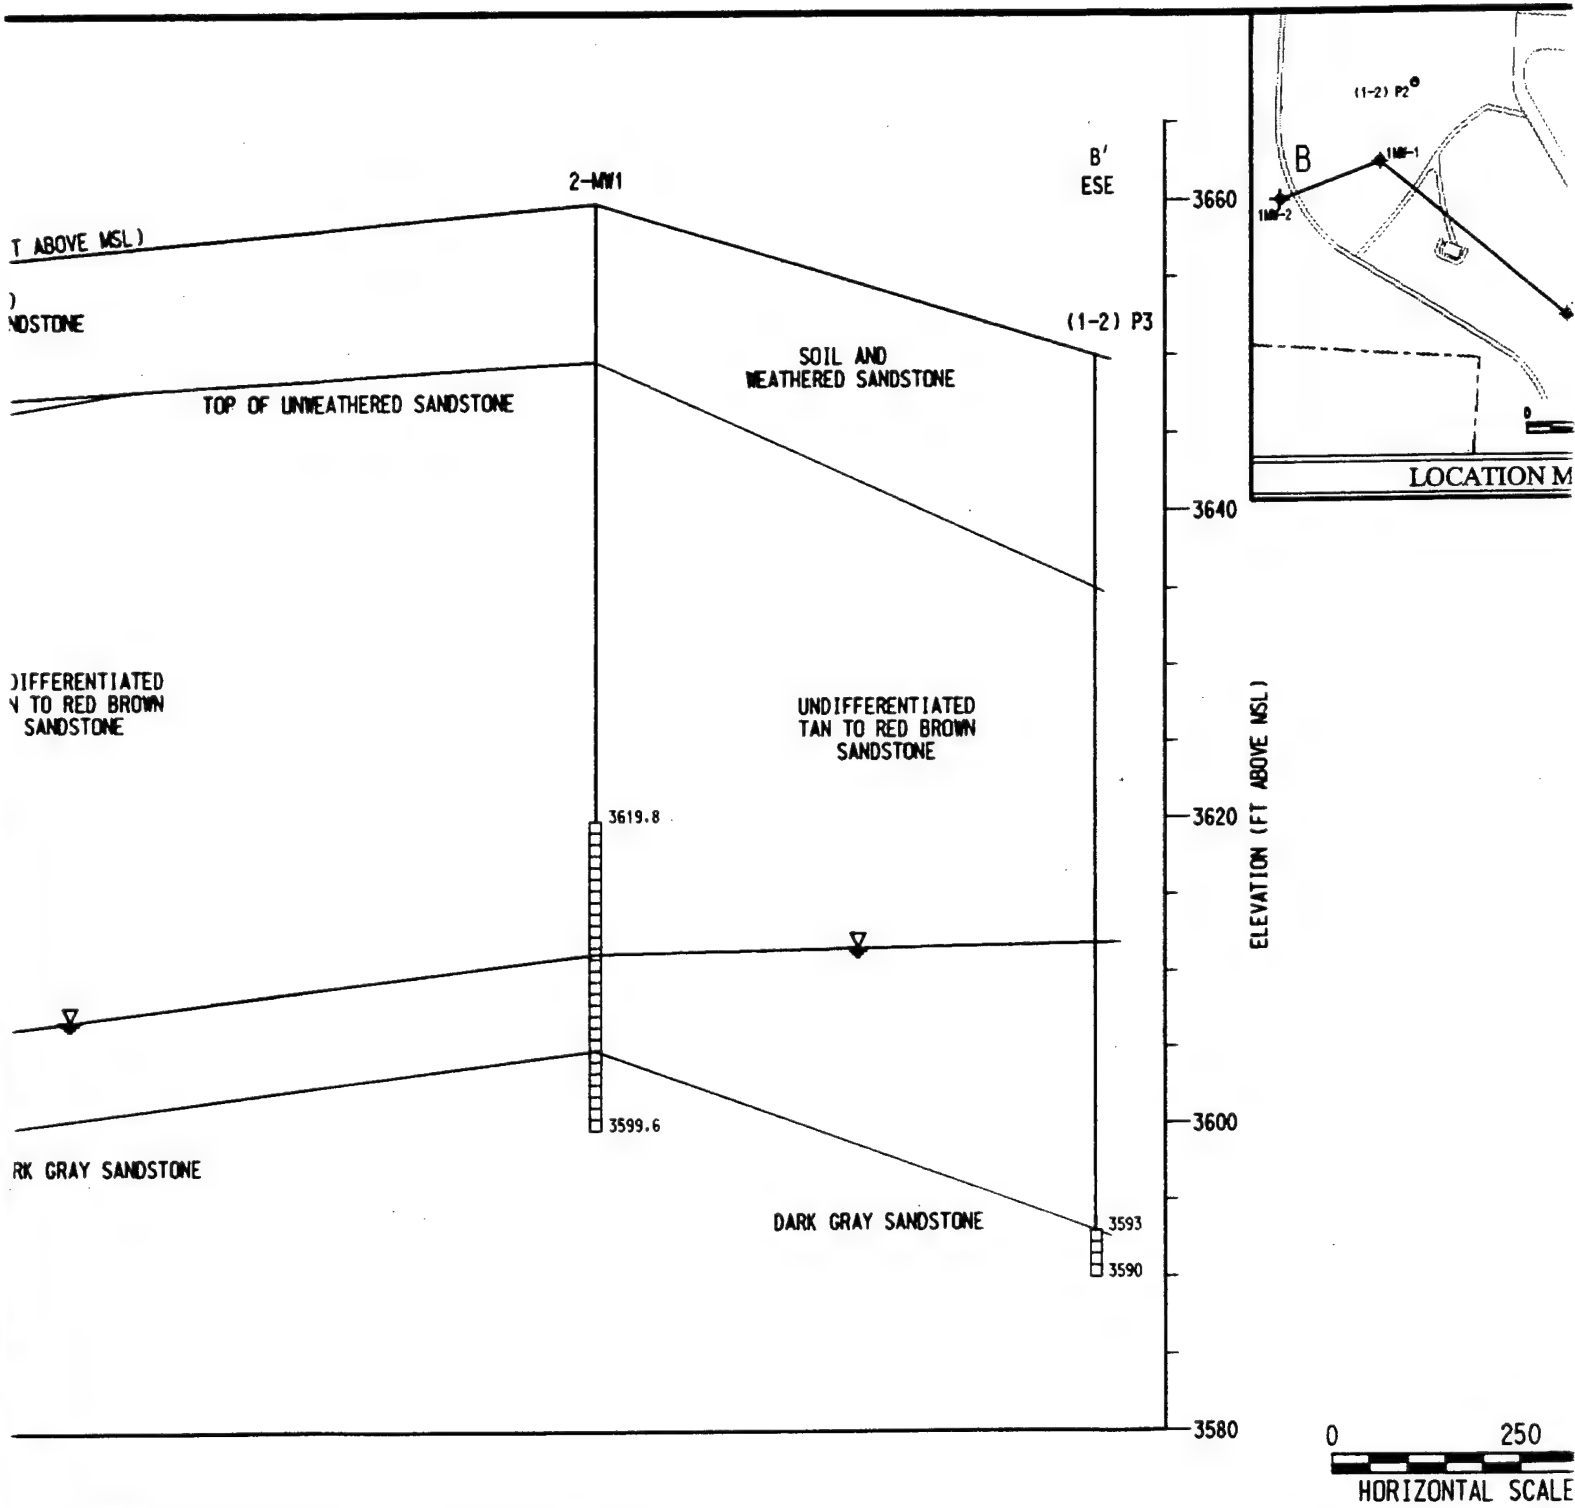 2-MW1
B'
ESE
T ABOVE MSL)
)
NDSTONE
(1-2) P3
SOIL AND
WEATHERED SANDSTONE
TOP OF UNWEATHERED SANDSTONE
DIFFERENTIATED
N TO RED BROWN
SANDSTONE
UNDIFFERENTIATED
TAN TO RED BROWN
SANDSTONE
3619.8
3599.6
RK GRAY SANDSTONE
DARK GRAY SANDSTONE
3593
3590
3660
3640
3620
3600
3580
ELEVATION (FT ABOVE MSL)
(1-2) P2
B
1MW-1
1MW-2
0
LOCATION M
0 250
HORIZONTAL SCALE